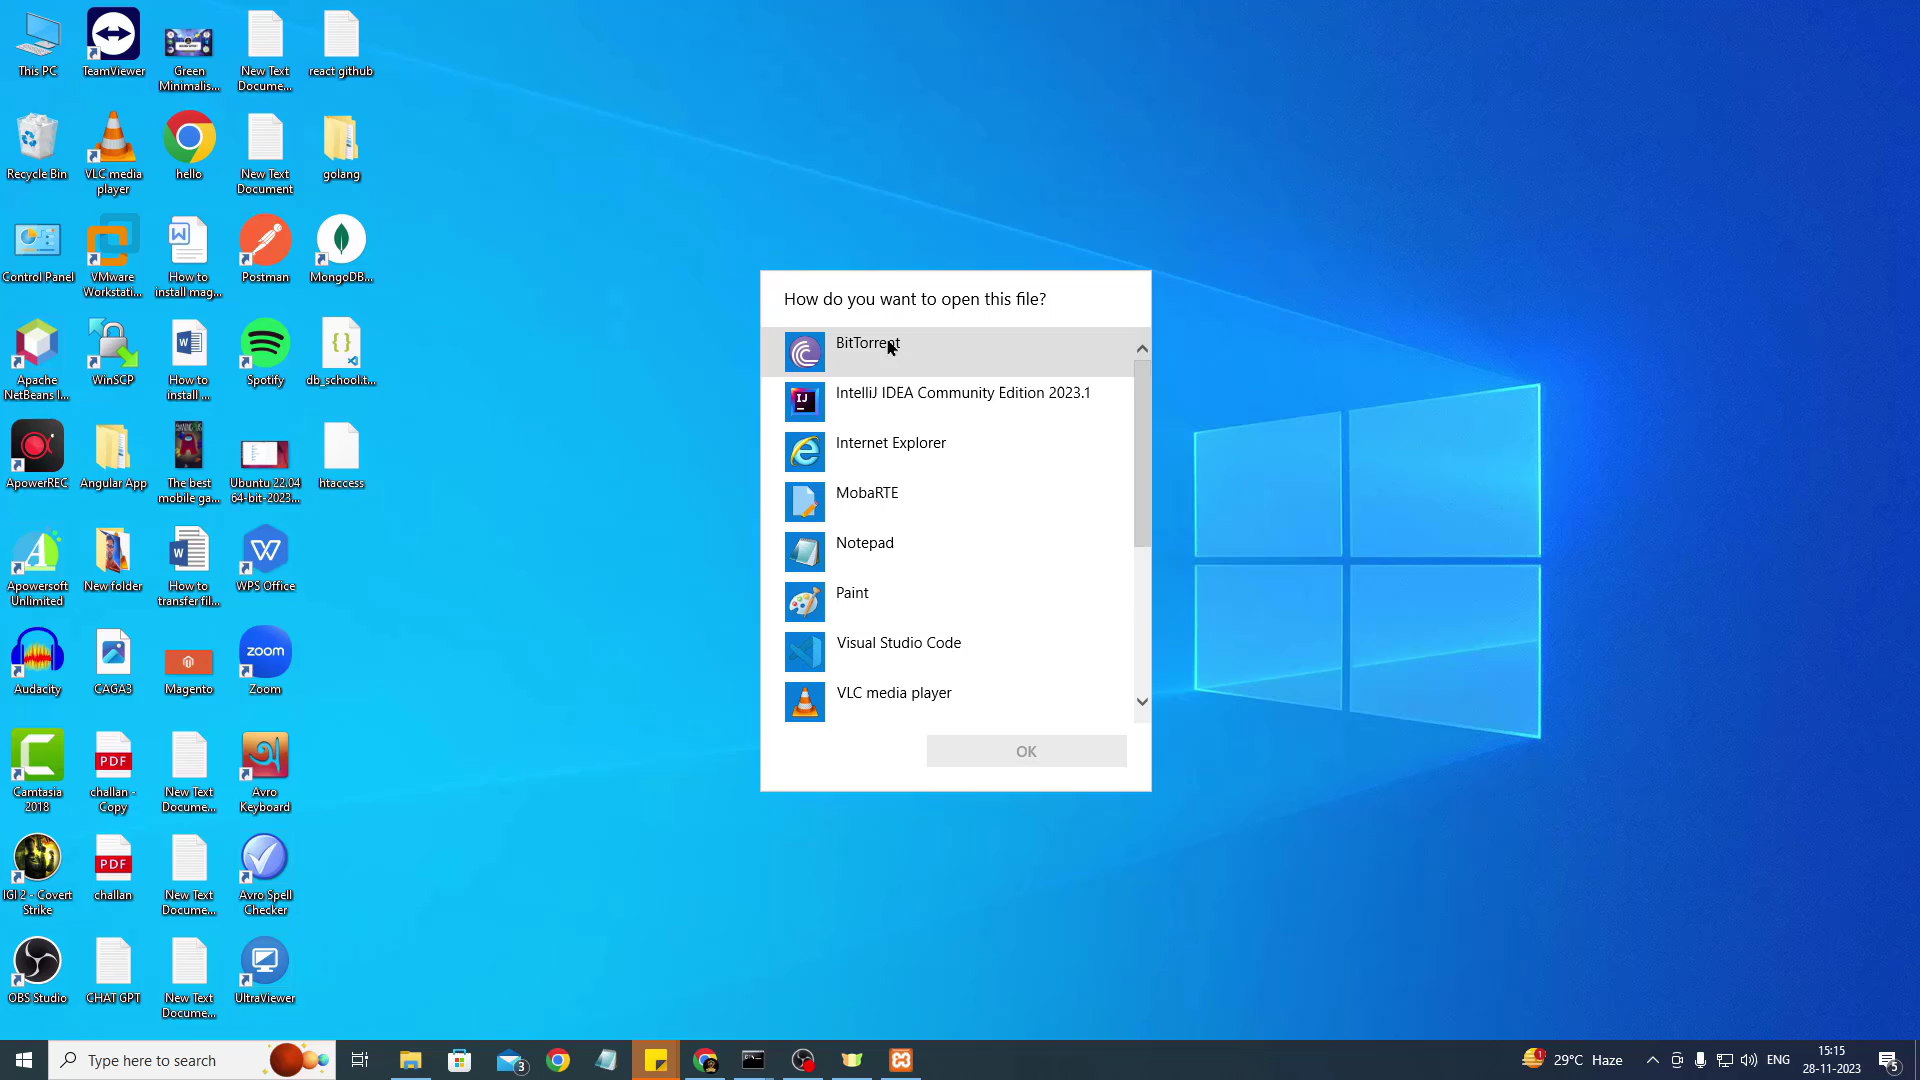 This PC
TeamViewer
Green
Minimalis...
New Text
Docume...
react github
Recycle Bin
VLC media
player
hello
New Text
Document
golang
Control Panel
VMware
Workstati...
How to
install mag...
Postman
MongoDB...
Apache
NetBeans I...
WinSCP
How to
install ...
Spotify
db_school.t...
ApowerREC
Angular App
The best
mobile ga...
Ubuntu 22.04
64-bit-2023...
htaccess
Apowersoft
Unlimited
New folder
How to
transfer fil...
WPS Office
Audacity
CAGA3
Magento
zoom
Zoom
Camtasia
2018
PDF
challan -
Copy
New Text
Docume...
Avro
Keyboard
IGI 2 - Covert
Strike
PDF
challan
New Text
Docume...
Avro Spell
Checker
OBS Studio
CHAT GPT
New Text
Docume...
UltraViewer
How do you want to open this file?
BitTorrent
IJ
IntelliJ IDEA Community Edition 2023.1
Internet Explorer
MobaRTE
Notepad
Paint
Visual Studio Code
VLC media player
OK
Type here to search
3
1
29°C Haze
ENG
15:15
28-11-2023
5